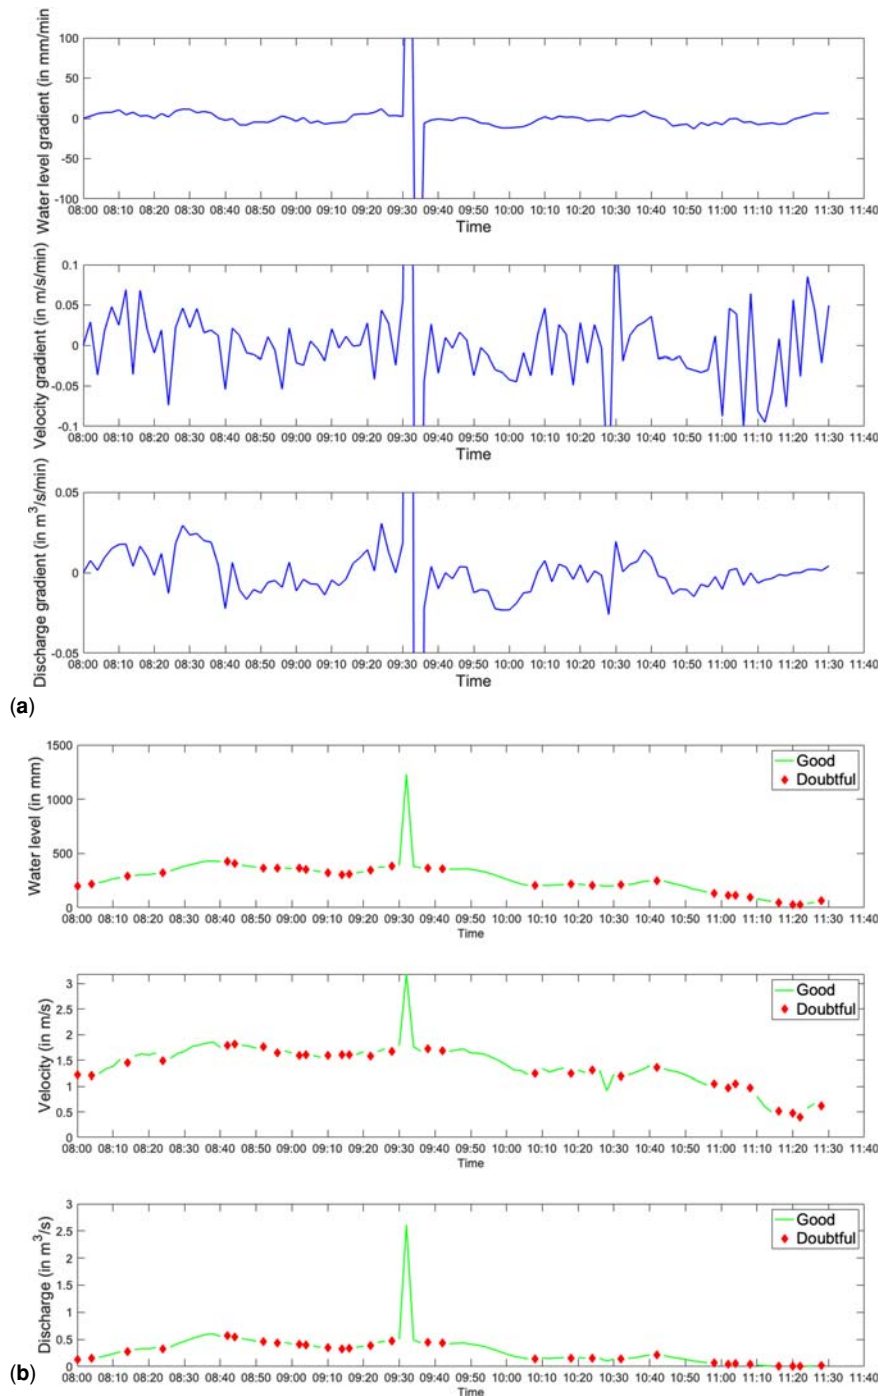 Water level gradient (in mm/min)
100
50
0
-50
-100
08:00 08:10 08:20 08:30 08:40 08:50 09:00 09:10 09:20 09:30 09:40 09:50 10:00 10:10 10:20 10:30 10:40 10:50 11:00 11:10 11:20 11:30 11:40
Time
Velocity gradient (in m/s/min)
0.1
0.05
0
-0.05
-0.1
08:00 08:10 08:20 08:30 08:40 08:50 09:00 09:10 09:20 09:30 09:40 09:50 10:00 10:10 10:20 10:30 10:40 10:50 11:00 11:10 11:20 11:30 11:40
Time
Discharge gradient (in m³/s/min)
0.05
0
-0.05
08:00 08:10 08:20 08:30 08:40 08:50 09:00 09:10 09:20 09:30 09:40 09:50 10:00 10:10 10:20 10:30 10:40 10:50 11:00 11:10 11:20 11:30 11:40
Time
(a)
Water level (in mm)
1500
1000
500
0
Good
Doubtful
08:00 08:10 08:20 08:30 08:40 08:50 09:00 09:10 09:20 09:30 09:40 09:50 10:00 10:10 10:20 10:30 10:40 10:50 11:00 11:10 11:20 11:30 11:40
Time
Velocity (in m/s)
3
2.5
2
1.5
1
0.5
0
Good
Doubtful
08:00 08:10 08:20 08:30 08:40 08:50 09:00 09:10 09:20 09:30 09:40 09:50 10:00 10:10 10:20 10:30 10:40 10:50 11:00 11:10 11:20 11:30 11:40
Time
Discharge (in m³/s)
3
2.5
2
1.5
1
0.5
0
Good
Doubtful
08:00 08:10 08:20 08:30 08:40 08:50 09:00 09:10 09:20 09:30 09:40 09:50 10:00 10:10 10:20 10:30 10:40 10:50 11:00 11:10 11:20 11:30 11:40
Time
(b)